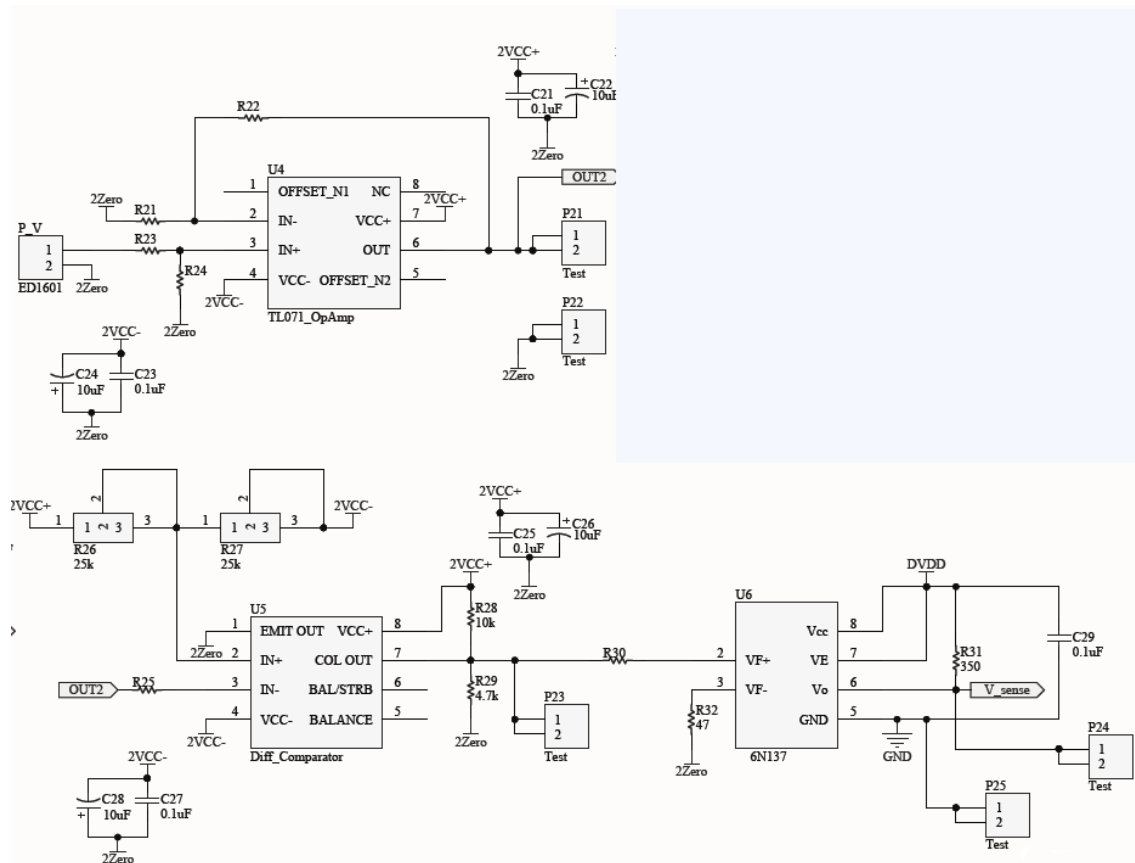 2VCC+
C21
0.1uF
+
C22
10uF
2Zero
R22
OUT2
U4
1
OFFSET_N1
NC
8
2VCC+
2Zero
R21
2
IN-
VCC+
7
P_V
1
2
ED1601
2Zero
R23
3
IN+
OUT
6
R24
2Zero
4
VCC-
OFFSET_N2
5
2VCC-
TL071_OpAmp
P21
1
2
Test
P22
1
2
Test
2Zero
2VCC-
C24
10uF
+
C23
0.1uF
2Zero
2VCC+
1
1 2 3
2
3
R26
25k
1
1 2 3
2
3
R27
25k
2VCC-
2VCC+
C25
0.1uF
+
C26
10uF
2Zero
2VCC+
R28
10k
U5
1
EMIT OUT
VCC+
8
2Zero
2
IN+
COL OUT
7
OUT2
R25
3
IN-
BAL/STRB
6
4
VCC-
BALANCE
5
2VCC-
Diff_Comparator
R29
4.7k
2Zero
P23
1
2
Test
R30
U6
Vcc
8
2
VF+
VE
7
3
VF-
Vo
6
GND
5
6N137
R32
47
2Zero
DVDD
R31
350
C29
0.1uF
V_sense
GND
P24
1
2
Test
P25
1
2
Test
2VCC-
C28
10uF
+
C27
0.1uF
2Zero